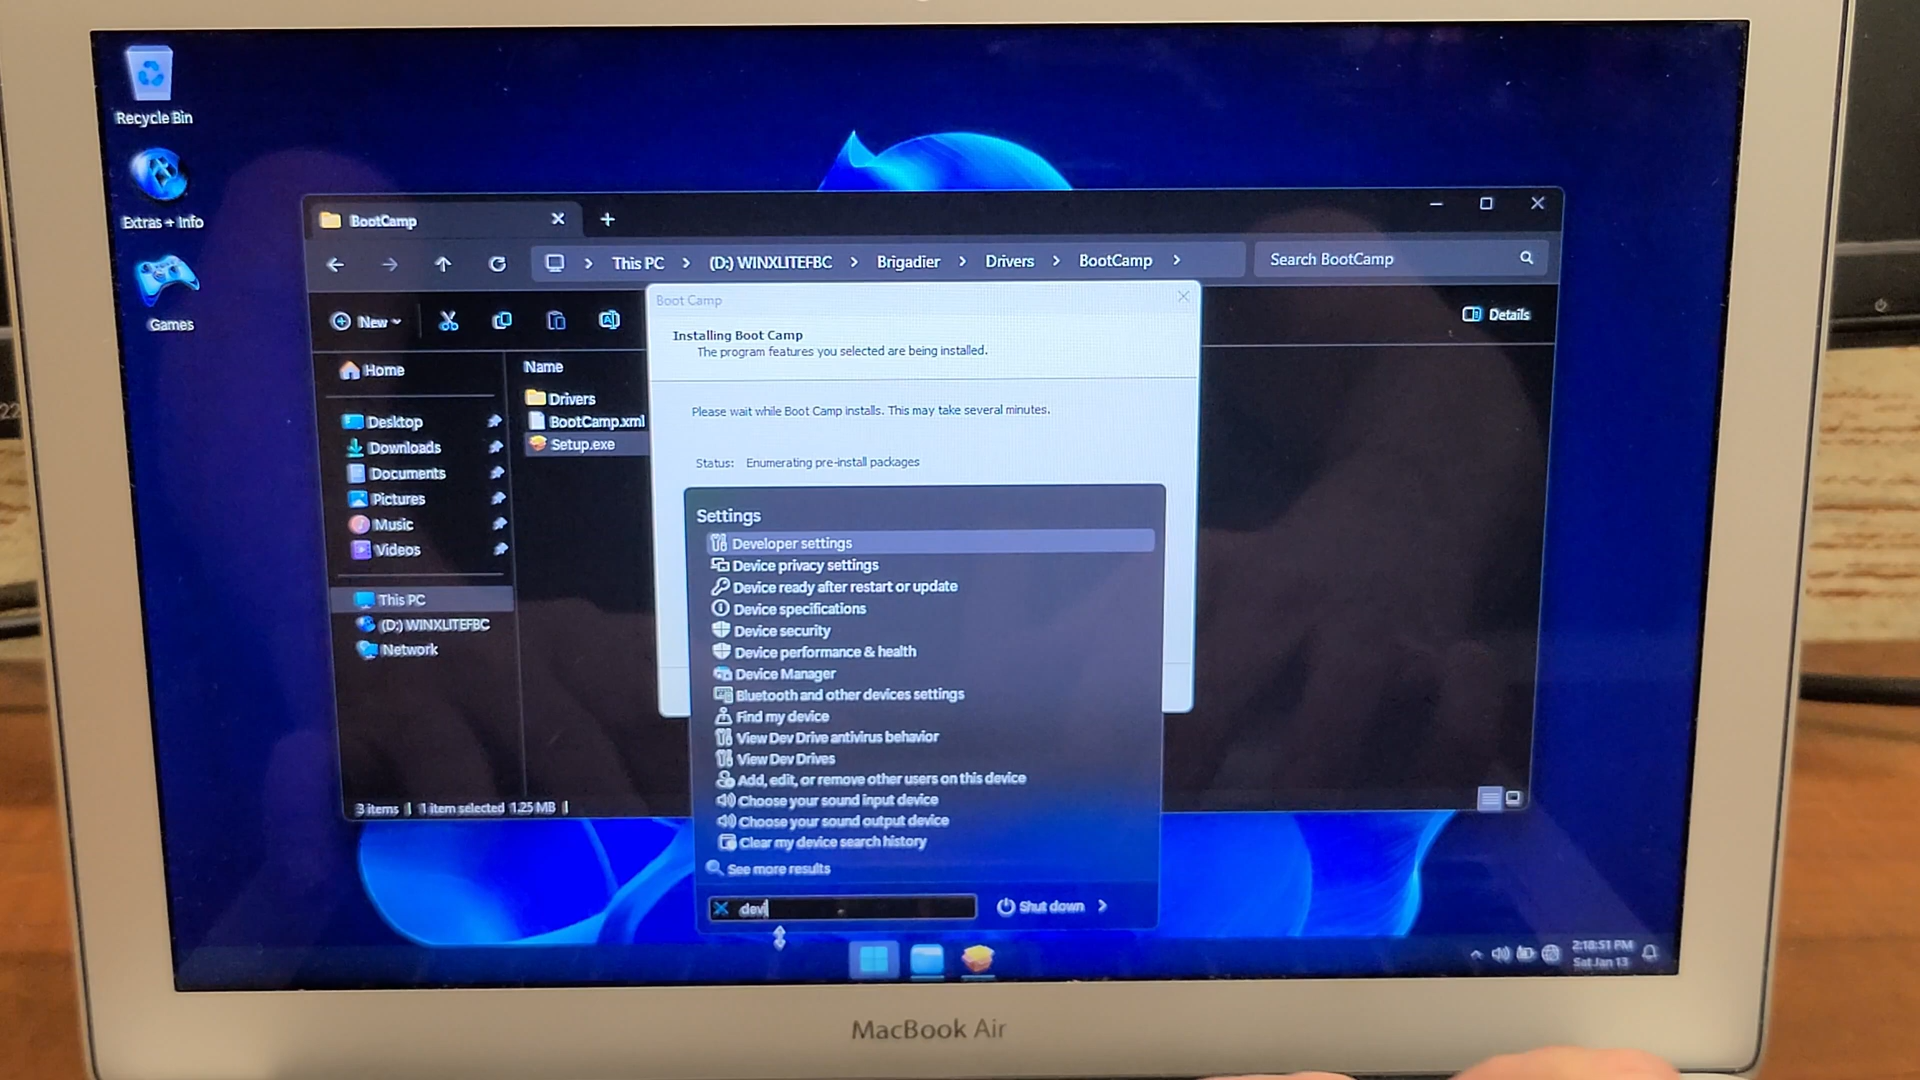 Recycle Bin
Extras + Info
Games
BootCamp
This PC
(D:) WINXLITEFBC
Brigadier
Drivers
BootCamp
Search BootCamp
New
Details
Home
Desktop
Downloads
Documents
Pictures
Music
Videos
This PC
(D:) WINXLITEFBC
Network
Name
Drivers
BootCamp.xml
Setup.exe
3 items
1 item selected 1.25 MB
Boot Camp
Installing Boot Camp
The program features you selected are being installed.
Please wait while Boot Camp installs. This may take several minutes.
Status: Enumerating pre-install packages
Settings
Developer settings
Device privacy settings
Device ready after restart or update
Device specifications
Device security
Device performance & health
Device Manager
Bluetooth and other devices settings
Find my device
View Dev Drive antivirus behavior
View Dev Drives
Add, edit, or remove other users on this device
Choose your sound input device
Choose your sound output device
Clear my device search history
See more results
devi
Shut down
2:18:51 PM
Sat Jan 13
MacBook Air